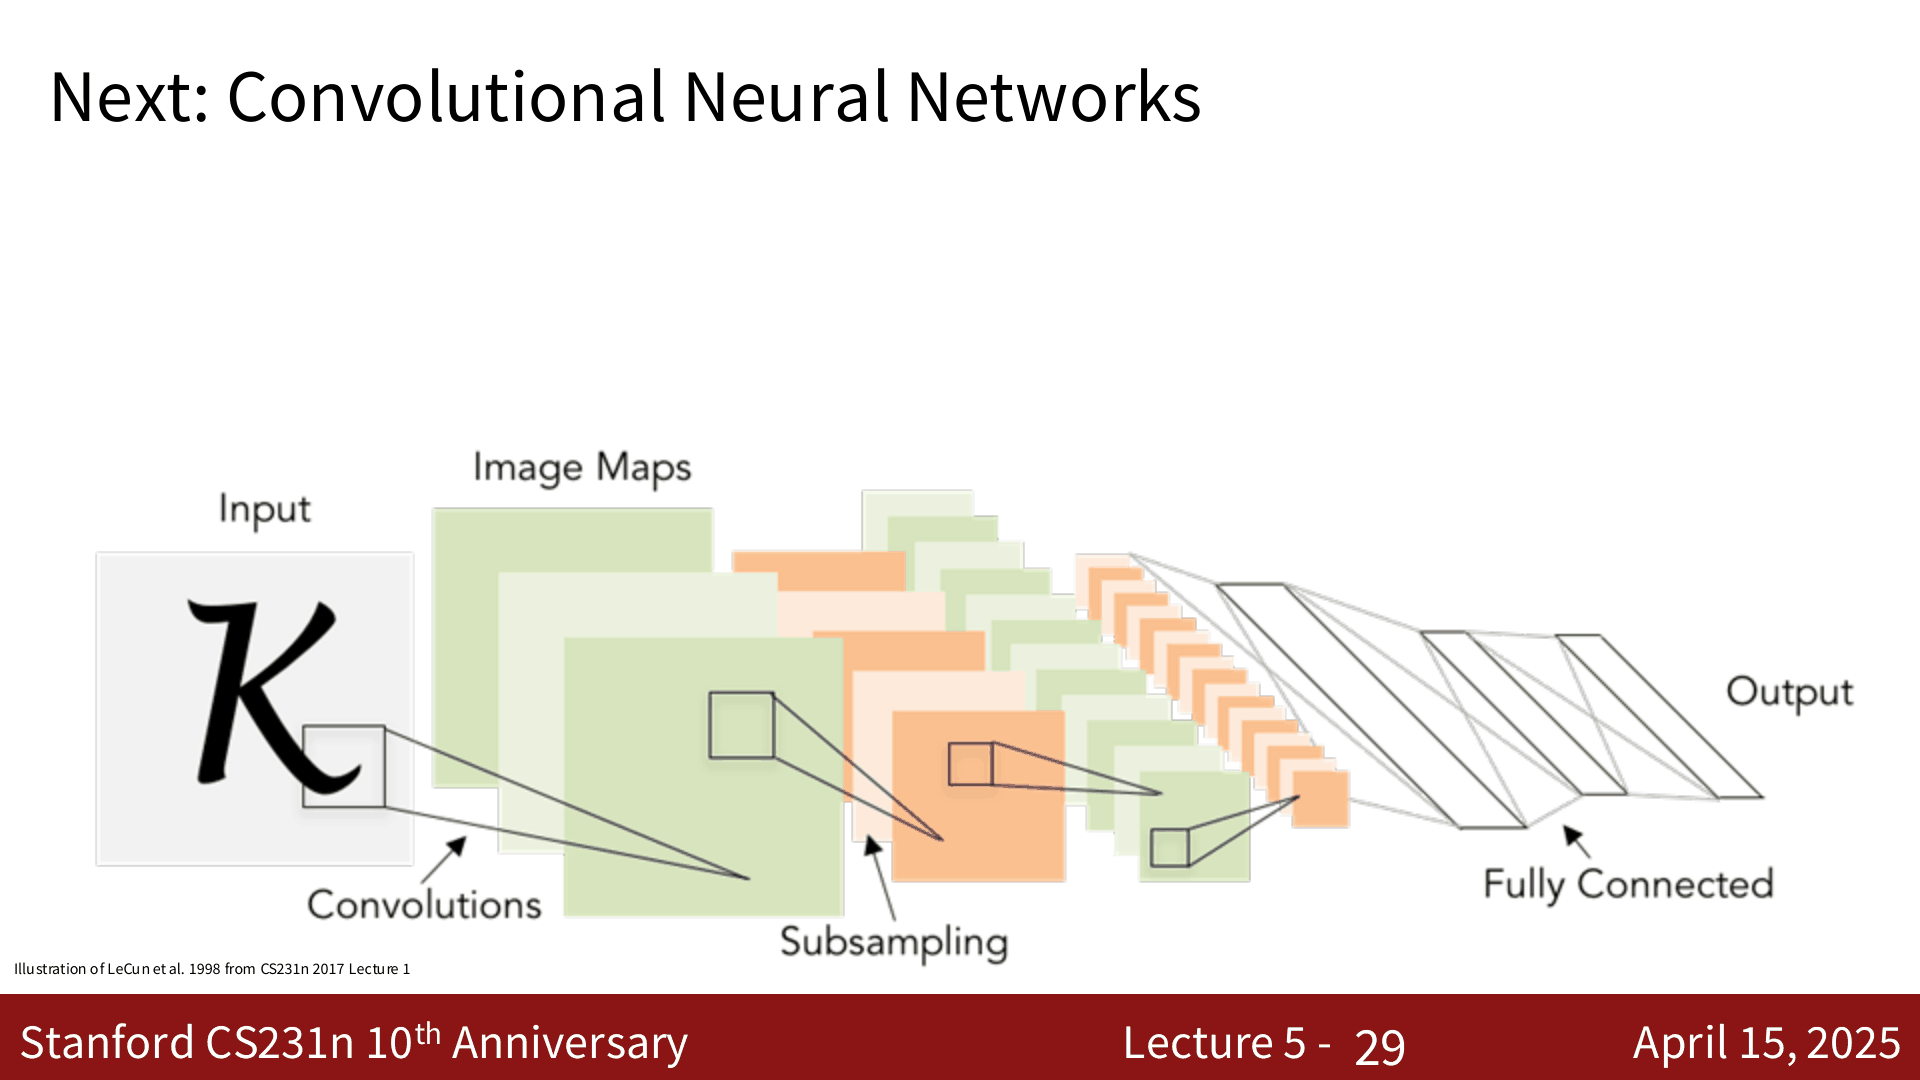 Next: Convolutional Neural Networks
Image Maps
Input
K
Output
Fully Connected
Convolutions
Subsampling
Illustration of LeCun et al. 1998 from CS231n 2017 Lecture 1
Stanford CS231n 10th Anniversary
Lecture 5 - 29
April 15, 2025